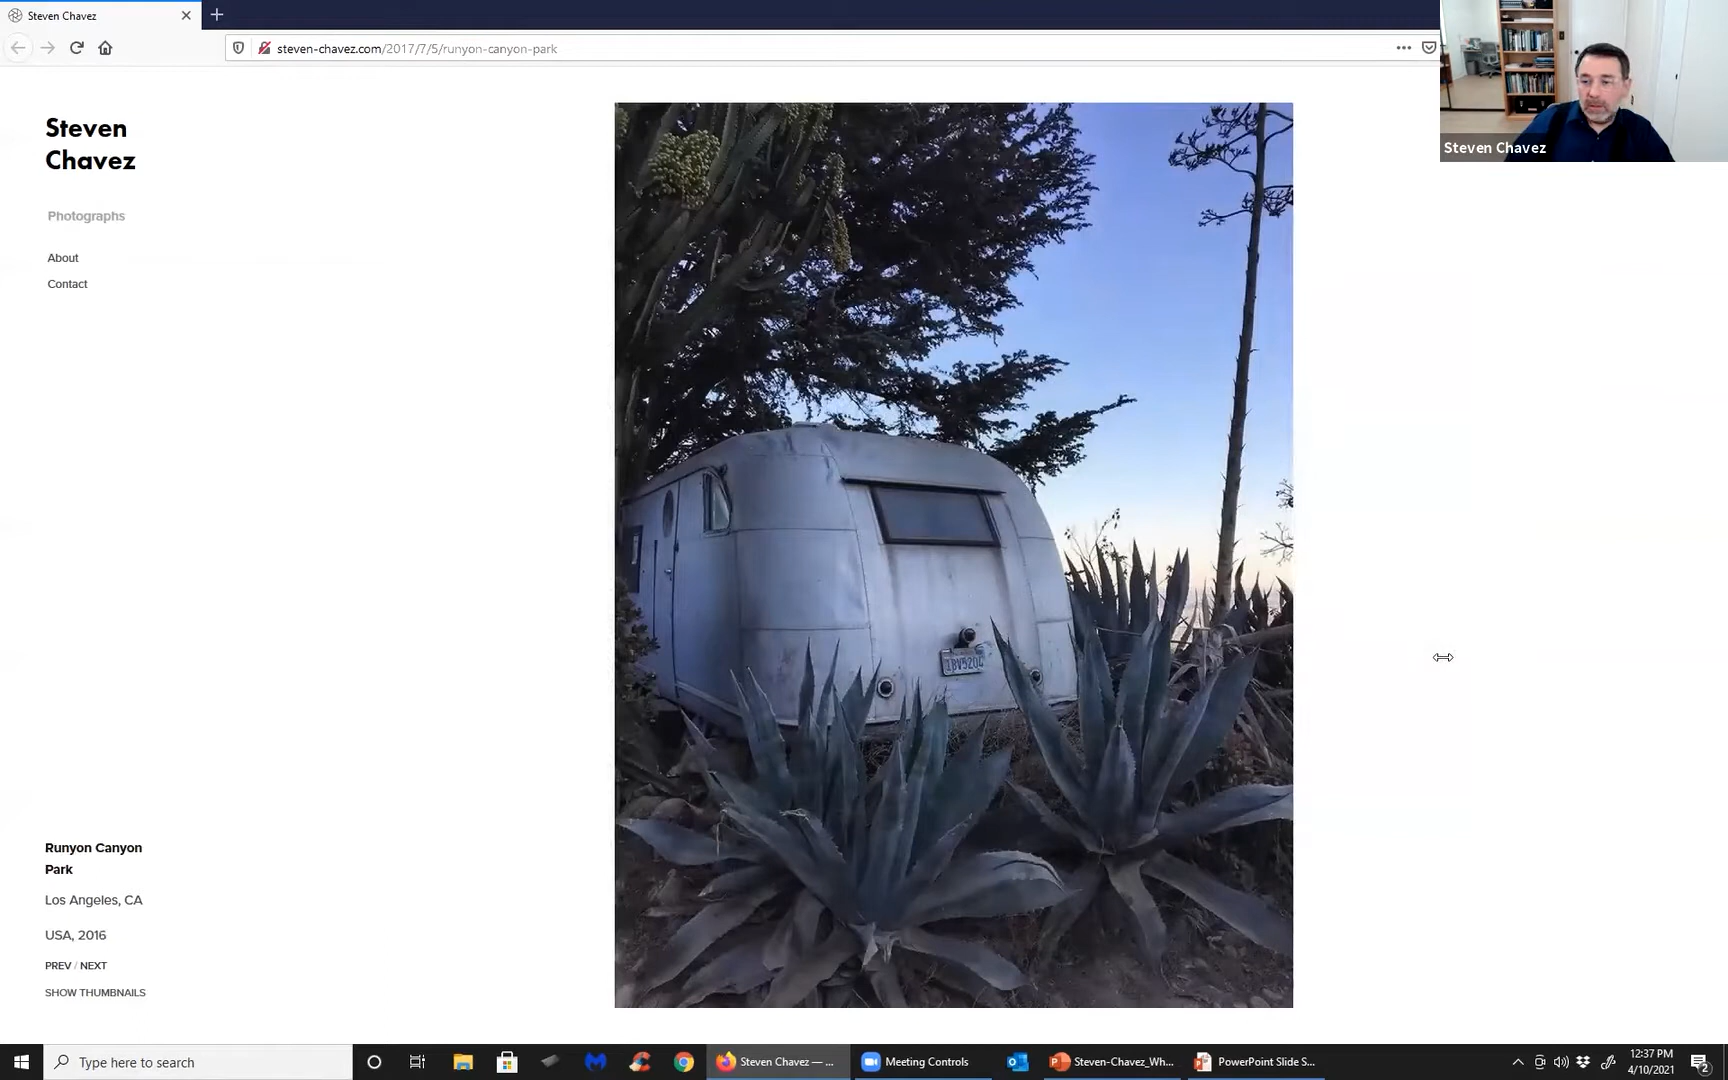 Steven Chavez
steven-chavez.com/2017/7/5/runyon-canyon-park
Steven Chavez
Steven
Chavez
Photographs
About
Contact
Runyon Canyon
Park
Los Angeles, CA
USA, 2016
PREV / NEXT
SHOW THUMBNAILS
Type here to search
Steven Chavez — ...
Meeting Controls
Steven-Chavez_Wh...
PowerPoint Slide S...
12:37 PM
4/10/2021
2